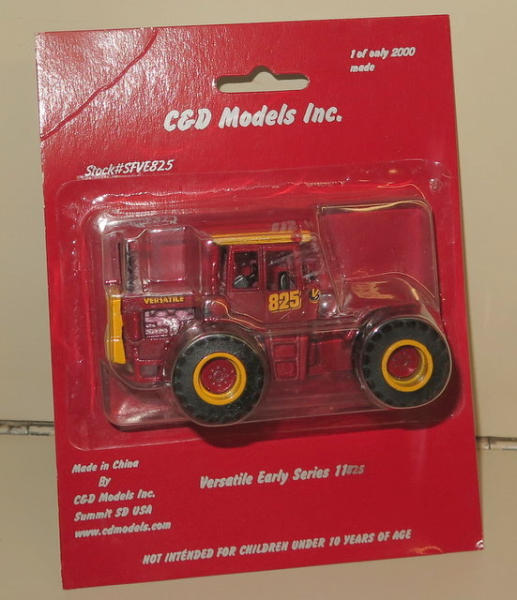 1 of only 2000
made
C&D Models Inc.
Stock#SFVE825
VERSATILE
825
Versatile Early Series 11825
Made in China
By
C&D Models Inc.
Summit SD USA
www.cdmodels.com
NOT INTENDED FOR CHILDREN UNDER 10 YEARS OF AGE